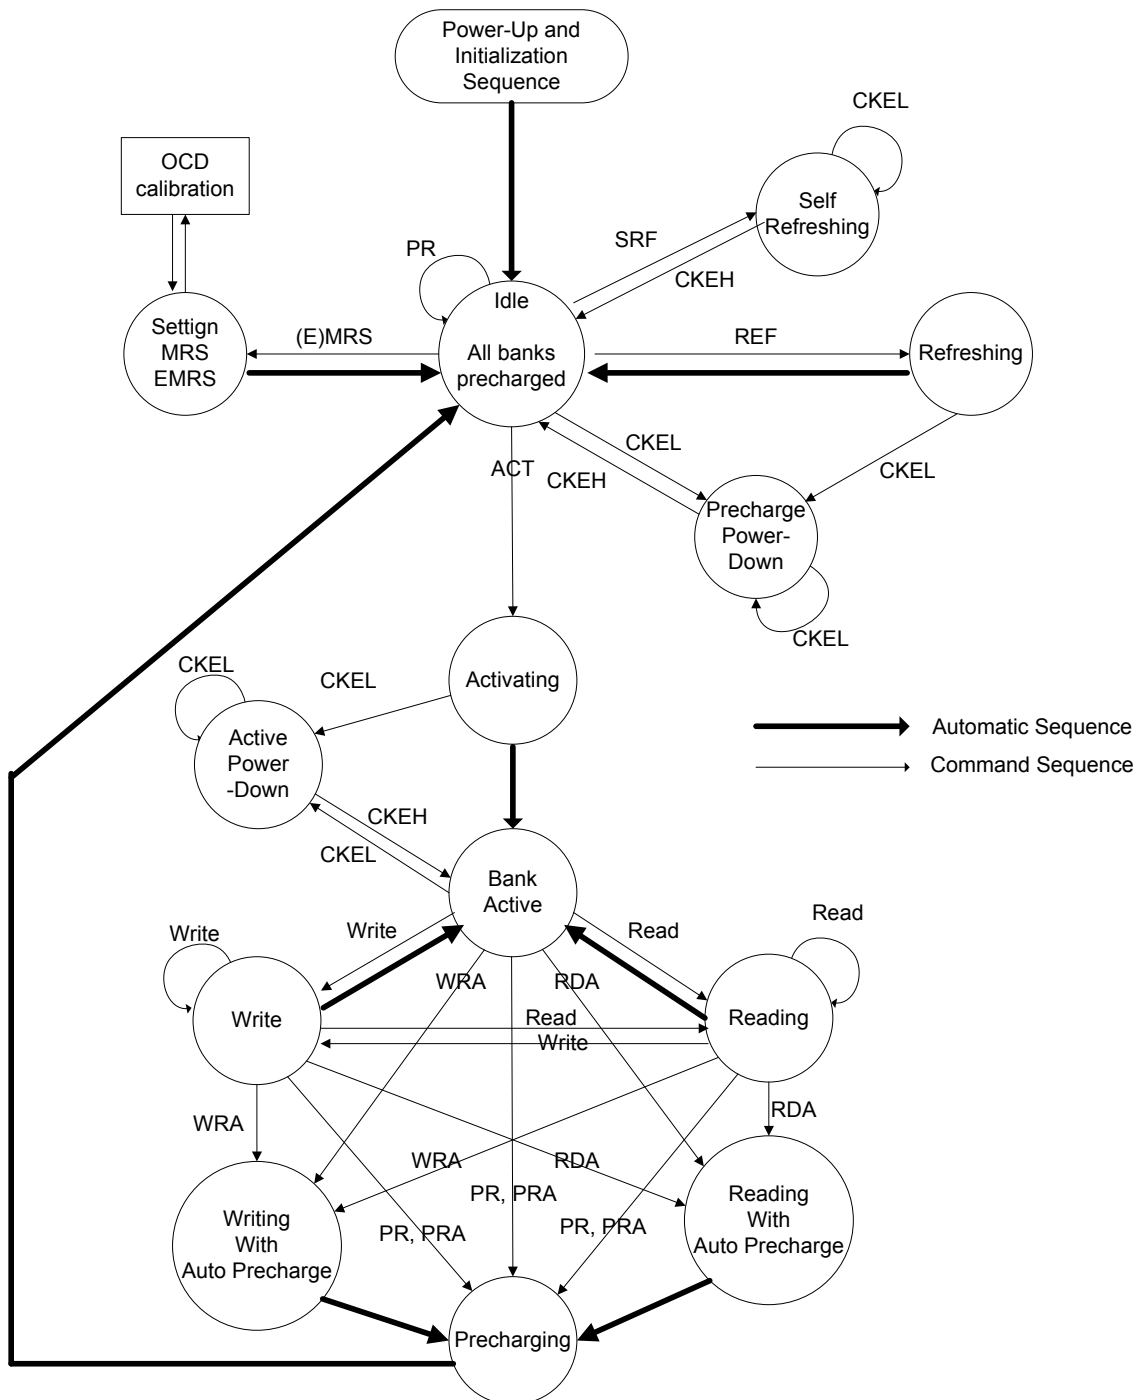 Power-Up and
Initialization
Sequence
CKEL
OCD
calibration
Self
Refreshing
SRF
PR
CKEH
Idle
Settign
MRS
EMRS
(E)MRS
All banks
precharged
REF
Refreshing
CKEL
ACT
CKEH
CKEL
Precharge
Power-
Down
CKEL
CKEL
CKEL
Activating
Active
Power
-Down
Automatic Sequence
Command Sequence
CKEH
CKEL
Bank
Active
Write
Write
Read
Read
WRA
RDA
Write
Read
Write
Reading
WRA
RDA
WRA
RDA
PR, PRA
Writing
With
Auto Precharge
PR, PRA
PR, PRA
Reading
With
Auto Precharge
Precharging